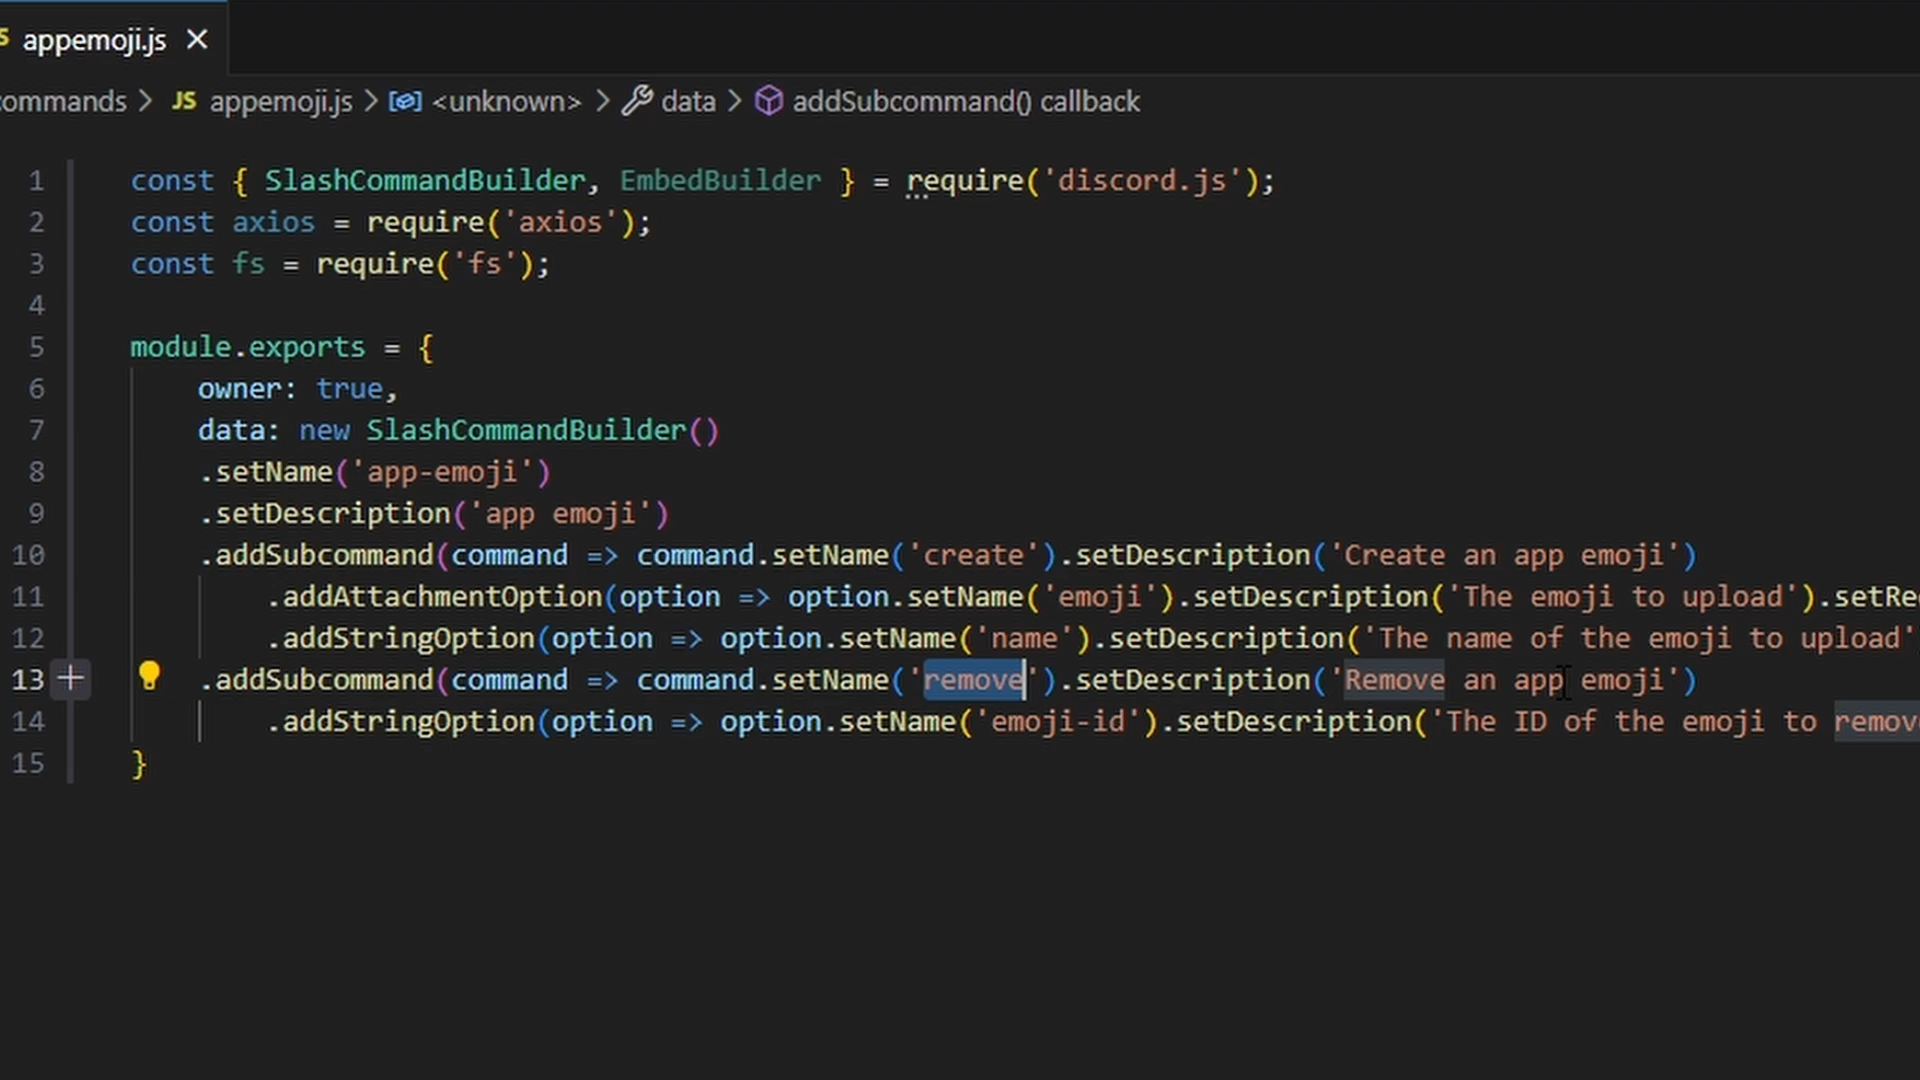 appemoji.js
commands > JS appemoji.js > <unknown> > data > addSubcommand() callback
1 const { SlashCommandBuilder, EmbedBuilder } = require('discord.js');
2 const axios = require('axios');
3 const fs = require('fs');
4
5 module.exports = {
6 owner: true,
7 data: new SlashCommandBuilder()
8 .setName('app-emoji')
9 .setDescription('app emoji')
10 .addSubcommand(command => command.setName('create').setDescription('Create an app emoji')
11 .addAttachmentOption(option => option.setName('emoji').setDescription('The emoji to upload').setRe
12 .addStringOption(option => option.setName('name').setDescription('The name of the emoji to upload'
13 .addSubcommand(command => command.setName('remove').setDescription('Remove an app emoji')
14 .addStringOption(option => option.setName('emoji-id').setDescription('The ID of the emoji to remove
15 }